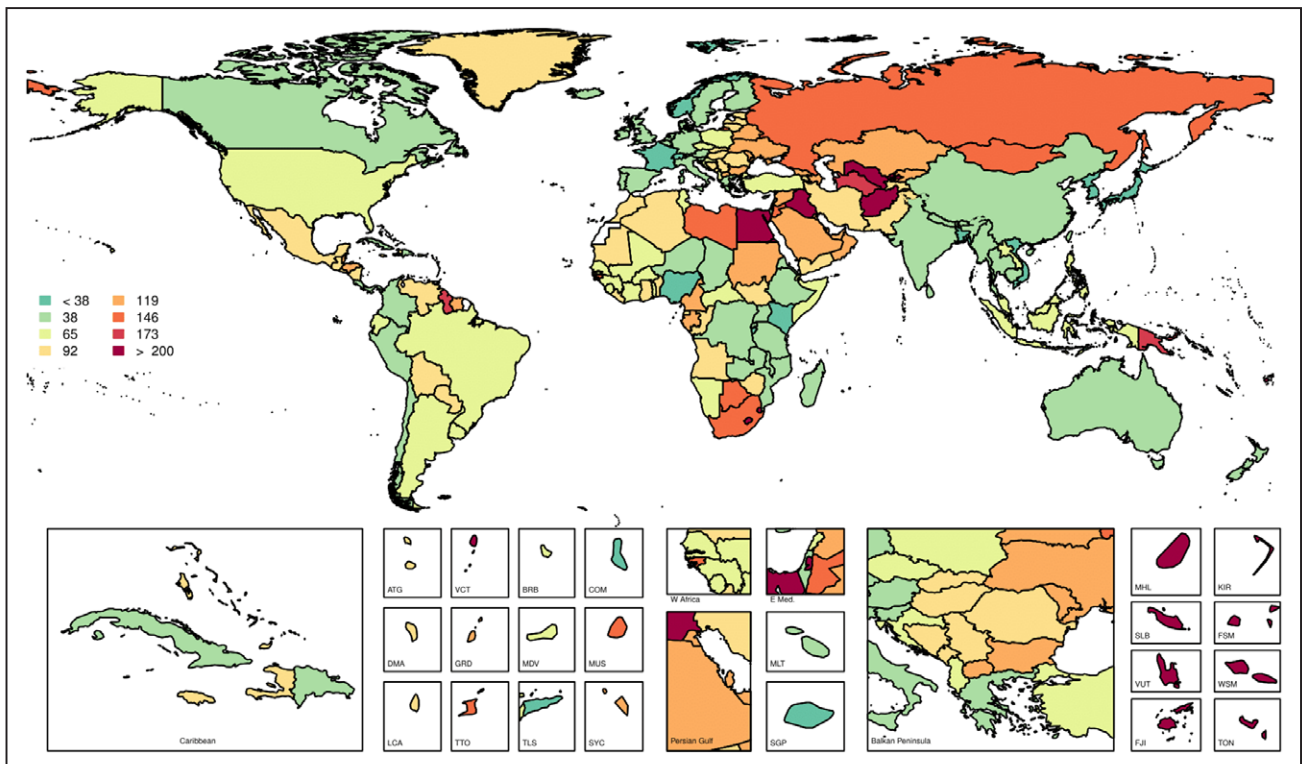 < 38 119
38 146
65 173
92 > 200
ATG VCT BRB COM
W Africa E Med.
MHL KIR
DMA GRD MDV MUS
MLT
SLB FSM
VUT WSM
Caribbean
LCA TTO TLS SYC
Persian Gulf
SGP
Balkan Peninsula
FJI TON